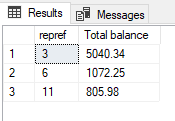 Results Messages
repref Total balance
1 3 5040.34
2 6 1072.25
3 11 805.98